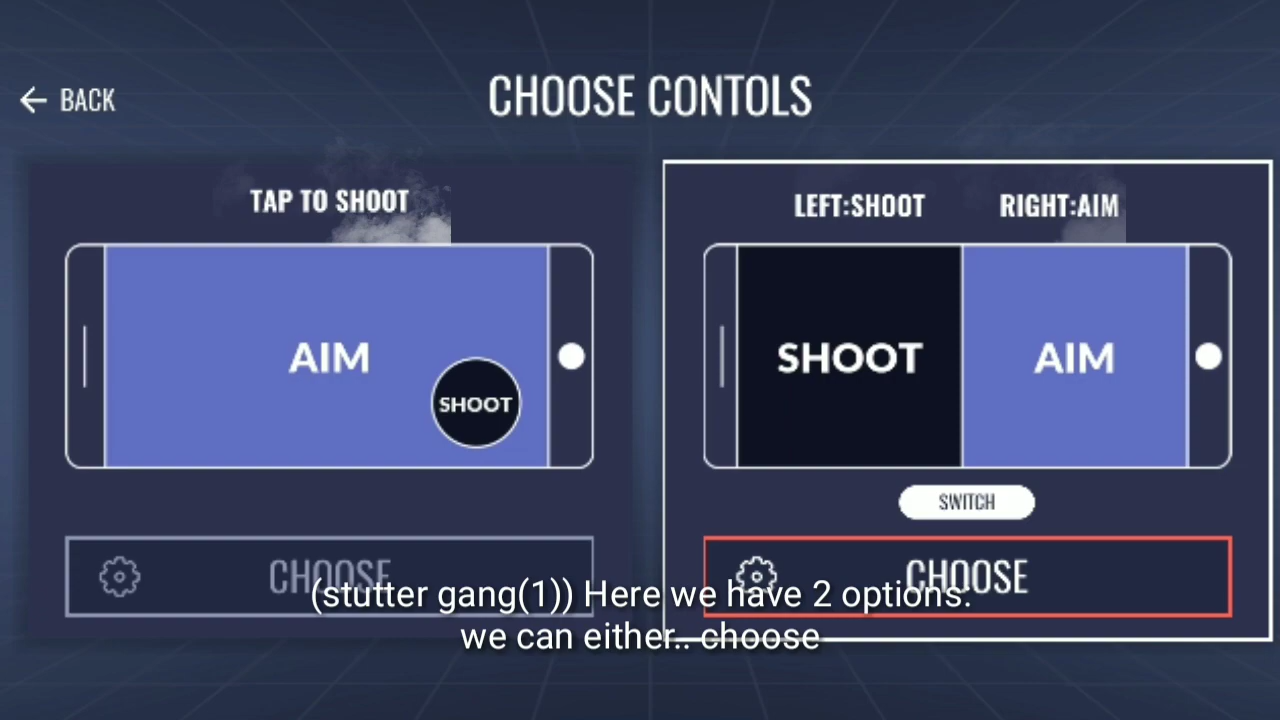 BACK
CHOOSE CONTOLS
TAP TO SHOOT
AIM
SHOOT
CHOOSE
LEFT:SHOOT RIGHT:AIM
SHOOT AIM
SWITCH
CHOOSE
(stutter gang(1)) Here we have 2 options:
we can either.. choose